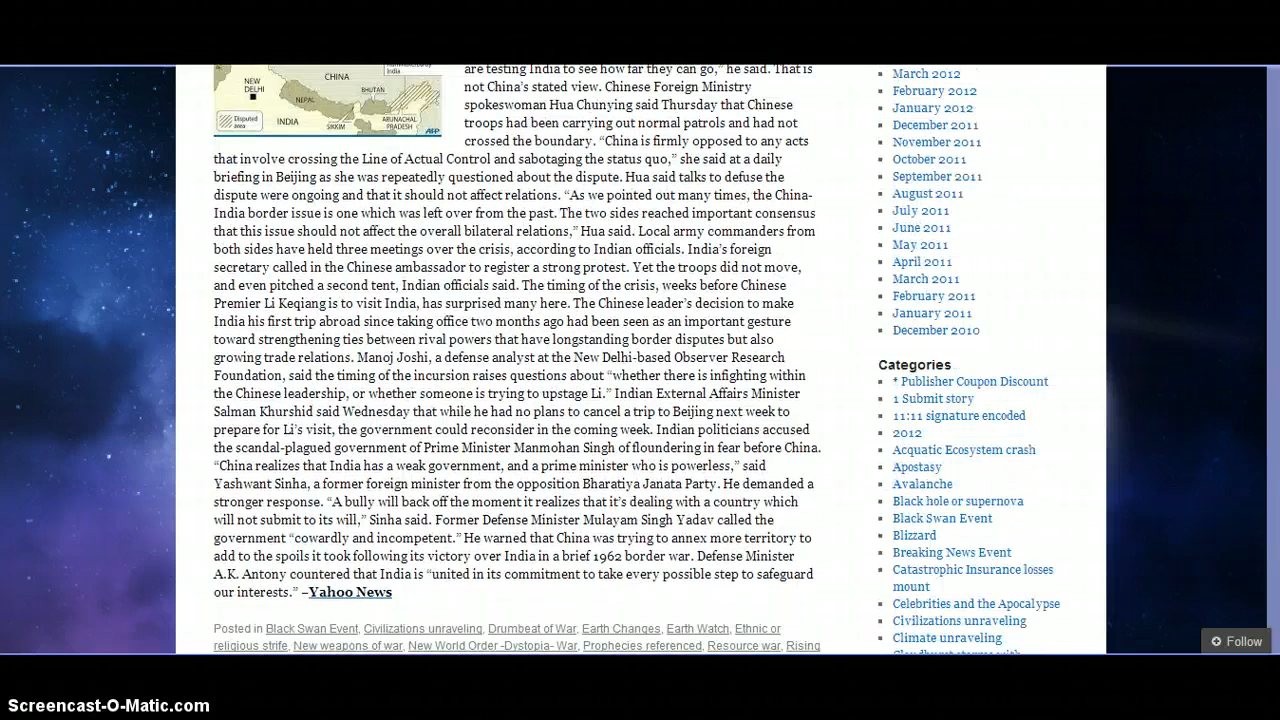 India
CHINA
NEW
DELHI
NEPAL
BHUTAN
Disputed
area
INDIA
SIKKIM
ARUNACHAL
PRADESH
AFP
are testing India to see how far they can go,” he said. That is
not China’s stated view. Chinese Foreign Ministry
spokeswoman Hua Chunying said Thursday that Chinese
troops had been carrying out normal patrols and had not
crossed the boundary. “China is firmly opposed to any acts
that involve crossing the Line of Actual Control and sabotaging the status quo,” she said at a daily
briefing in Beijing as she was repeatedly questioned about the dispute. Hua said talks to defuse the
dispute were ongoing and that it should not affect relations. “As we pointed out many times, the China-
India border issue is one which was left over from the past. The two sides reached important consensus
that this issue should not affect the overall bilateral relations,” Hua said. Local army commanders from
both sides have held three meetings over the crisis, according to Indian officials. India’s foreign
secretary called in the Chinese ambassador to register a strong protest. Yet the troops did not move,
and even pitched a second tent, Indian officials said. The timing of the crisis, weeks before Chinese
Premier Li Keqiang is to visit India, has surprised many here. The Chinese leader’s decision to make
India his first trip abroad since taking office two months ago had been seen as an important gesture
toward strengthening ties between rival powers that have longstanding border disputes but also
growing trade relations. Manoj Joshi, a defense analyst at the New Delhi-based Observer Research
Foundation, said the timing of the incursion raises questions about “whether there is infighting within
the Chinese leadership, or whether someone is trying to upstage Li.” Indian External Affairs Minister
Salman Khurshid said Wednesday that while he had no plans to cancel a trip to Beijing next week to
prepare for Li’s visit, the government could reconsider in the coming week. Indian politicians accused
the scandal-plagued government of Prime Minister Manmohan Singh of floundering in fear before China.
“China realizes that India has a weak government, and a prime minister who is powerless,” said
Yashwant Sinha, a former foreign minister from the opposition Bharatiya Janata Party. He demanded a
stronger response. “A bully will back off the moment it realizes that it’s dealing with a country which
will not submit to its will,” Sinha said. Former Defense Minister Mulayam Singh Yadav called the
government “cowardly and incompetent.” He warned that China was trying to annex more territory to
add to the spoils it took following its victory over India in a brief 1962 border war. Defense Minister
A.K. Antony countered that India is “united in its commitment to take every possible step to safeguard
our interests.” –Yahoo News
Posted in Black Swan Event, Civilizations unraveling, Drumbeat of War, Earth Changes, Earth Watch, Ethnic or
religious strife, New weapons of war, New World Order -Dystopia- War, Prophecies referenced, Resource war, Rising
March 2012
February 2012
January 2012
December 2011
November 2011
October 2011
September 2011
August 2011
July 2011
June 2011
May 2011
April 2011
March 2011
February 2011
January 2011
December 2010
Categories
* Publisher Coupon Discount
1 Submit story
11:11 signature encoded
2012
Acquatic Ecosystem crash
Apostasy
Avalanche
Black hole or supernova
Black Swan Event
Blizzard
Breaking News Event
Catastrophic Insurance losses
mount
Celebrities and the Apocalypse
Civilizations unraveling
Climate unraveling
Follow
Screencast-O-Matic.com